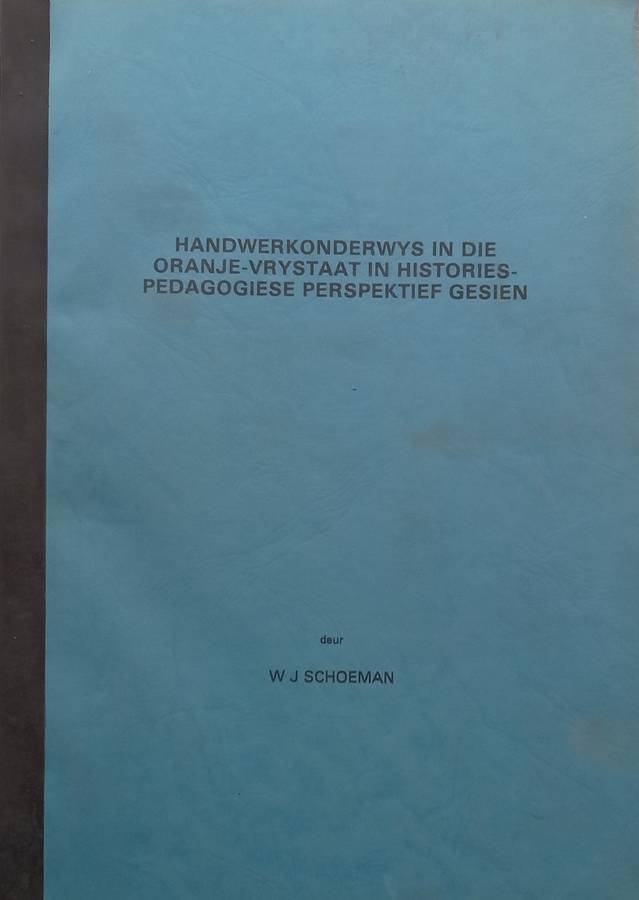 HANDWERKONDERWYS IN DIE
ORANJE-VRYSTAAT IN HISTORIES-
PEDAGOGIESE PERSPEKTIEF GESIEN
deur
W J SCHOEMAN